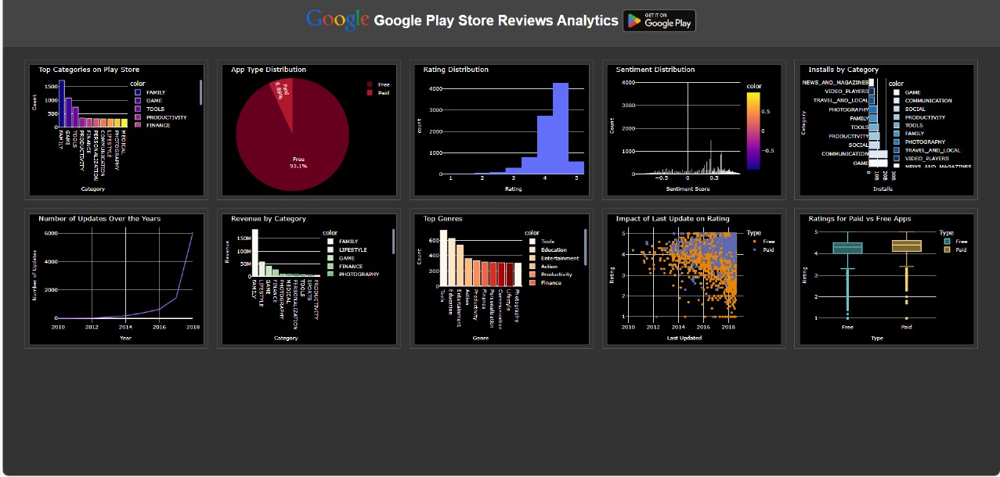 Google Google Play Store Reviews Analytics GET IT ON Google Play
Top Categories on Play Store
color
FAMILY
GAME
TOOLS
PRODUCTIVITY
FINANCE
Count
1500
1000
500
0
FAMILY
GAME
TOOLS
PRODUCTIVITY
FINANCE
PERSONALIZATION
COMMUNICATION
LIFESTYLE
PHOTOGRAPHY
MEDICAL
Category
App Type Distribution
Paid
6.89%
Free
93.1%
Free
Paid
Rating Distribution
count
4000
3000
2000
1000
0
1 2 3 4 5
Rating
Sentiment Distribution
Count
4000
3000
2000
1000
0
−0.5 0 0.5
Sentiment Score
color
0.5
0
−0.5
Installs by Category
Category
NEWS_AND_MAGAZINES
VIDEO_PLAYERS
TRAVEL_AND_LOCAL
PHOTOGRAPHY
FAMILY
TOOLS
PRODUCTIVITY
SOCIAL
COMMUNICATION
GAME
0 10B 20B 30B
Installs
color
GAME
COMMUNICATION
SOCIAL
PRODUCTIVITY
TOOLS
FAMILY
PHOTOGRAPHY
TRAVEL_AND_LOCAL
VIDEO_PLAYERS
NEWS_AND_MAGAZINES
Number of Updates Over the Years
Number of Updates
6000
4000
2000
0
2010 2012 2014 2016 2018
Year
Revenue by Category
Revenue
150M
100M
50M
0
FAMILY
LIFESTYLE
GAME
FINANCE
PHOTOGRAPHY
MEDICAL
PERSONALIZATION
TOOLS
SPORTS
PRODUCTIVITY
Category
color
FAMILY
LIFESTYLE
GAME
FINANCE
PHOTOGRAPHY
Top Genres
Count
600
400
200
0
Tools
Education
Entertainment
Action
Productivity
Finance
Personalization
Communication
Lifestyle
Photography
Genre
color
Tools
Education
Entertainment
Action
Productivity
Finance
Impact of Last Update on Rating
Rating
5
4
3
2
1
2010 2012 2014 2016 2018
Last Updated
Type
Free
Paid
Ratings for Paid vs Free Apps
Rating
5
4
3
2
1
Free Paid
Type
Type
Free
Paid